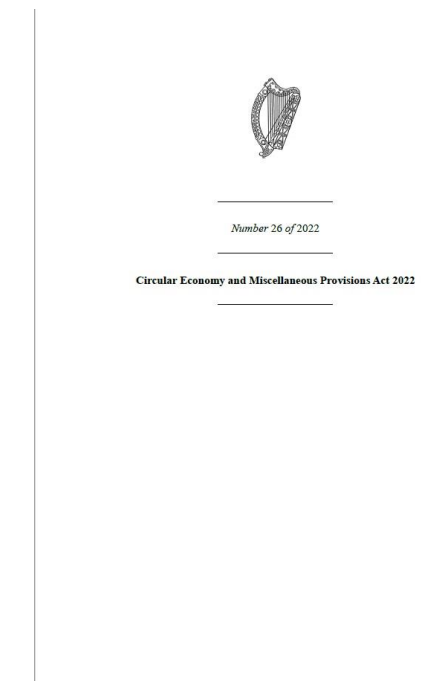 Number 26 of 2022
Circular Economy and Miscellaneous Provisions Act 2022